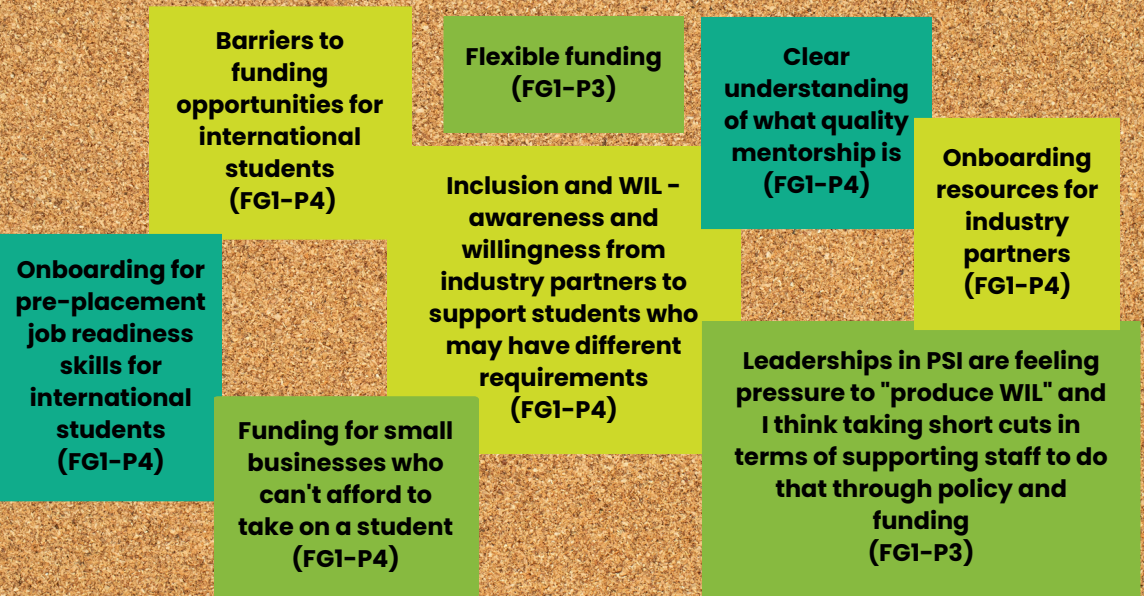 Barriers to
funding
opportunities for
international
students
(FG1-P4)
Flexible funding
(FG1-P3)
Clear
understanding
of what quality
mentorship is
(FG1-P4)
Onboarding
resources for
industry
partners
(FG1-P4)
Inclusion and WIL -
awareness and
willingness from
industry partners to
support students who
may have different
requirements
(FG1-P4)
Onboarding for
pre-placement
job readiness
skills for
international
students
(FG1-P4)
Funding for small
businesses who
can't afford to
take on a student
(FG1-P4)
Leaderships in PSI are feeling
pressure to "produce WIL" and
I think taking short cuts in
terms of supporting staff to do
that through policy and
funding
(FG1-P3)